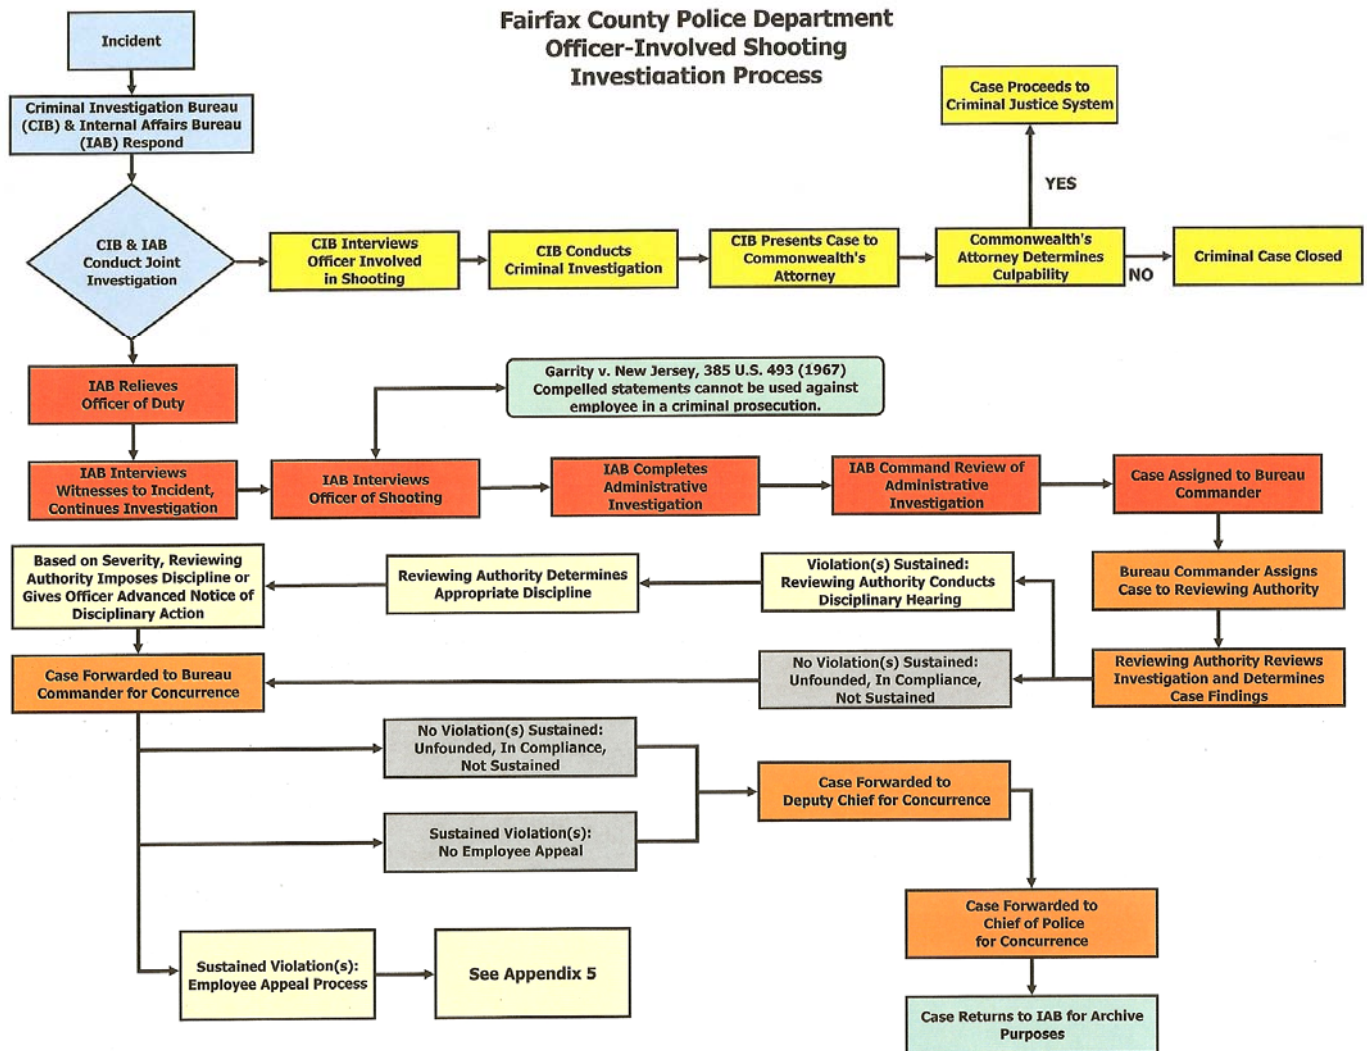 Fairfax County Police Department
Officer-Involved Shooting
Investigation Process
Incident
Criminal Investigation Bureau
(CIB) & Internal Affairs Bureau
(IAB) Respond
Case Proceeds to
Criminal Justice System
YES
CIB & IAB
Conduct Joint
Investigation
CIB Interviews
Officer Involved
in Shooting
CIB Conducts
Criminal Investigation
CIB Presents Case to
Commonwealth's
Attorney
Commonwealth's
Attorney Determines
Culpability
NO
Criminal Case Closed
IAB Relieves
Officer of Duty
Garrity v. New Jersey, 385 U.S. 493 (1967)
Compelled statements cannot be used against
employee in a criminal prosecution.
IAB Interviews
Witnesses to Incident,
Continues Investigation
IAB Interviews
Officer of Shooting
IAB Completes
Administrative
Investigation
IAB Command Review of
Administrative
Investigation
Case Assigned to Bureau
Commander
Based on Severity, Reviewing
Authority Imposes Discipline or
Gives Officer Advanced Notice of
Disciplinary Action
Reviewing Authority Determines
Appropriate Discipline
Violation(s) Sustained:
Reviewing Authority Conducts
Disciplinary Hearing
Bureau Commander Assigns
Case to Reviewing Authority
Case Forwarded to Bureau
Commander for Concurrence
No Violation(s) Sustained:
Unfounded, In Compliance,
Not Sustained
Reviewing Authority Reviews
Investigation and Determines
Case Findings
No Violation(s) Sustained:
Unfounded, In Compliance,
Not Sustained
Case Forwarded to
Deputy Chief for Concurrence
Sustained Violation(s):
No Employee Appeal
Case Forwarded to
Chief of Police
for Concurrence
Sustained Violation(s):
Employee Appeal Process
See Appendix 5
Case Returns to IAB for Archive
Purposes